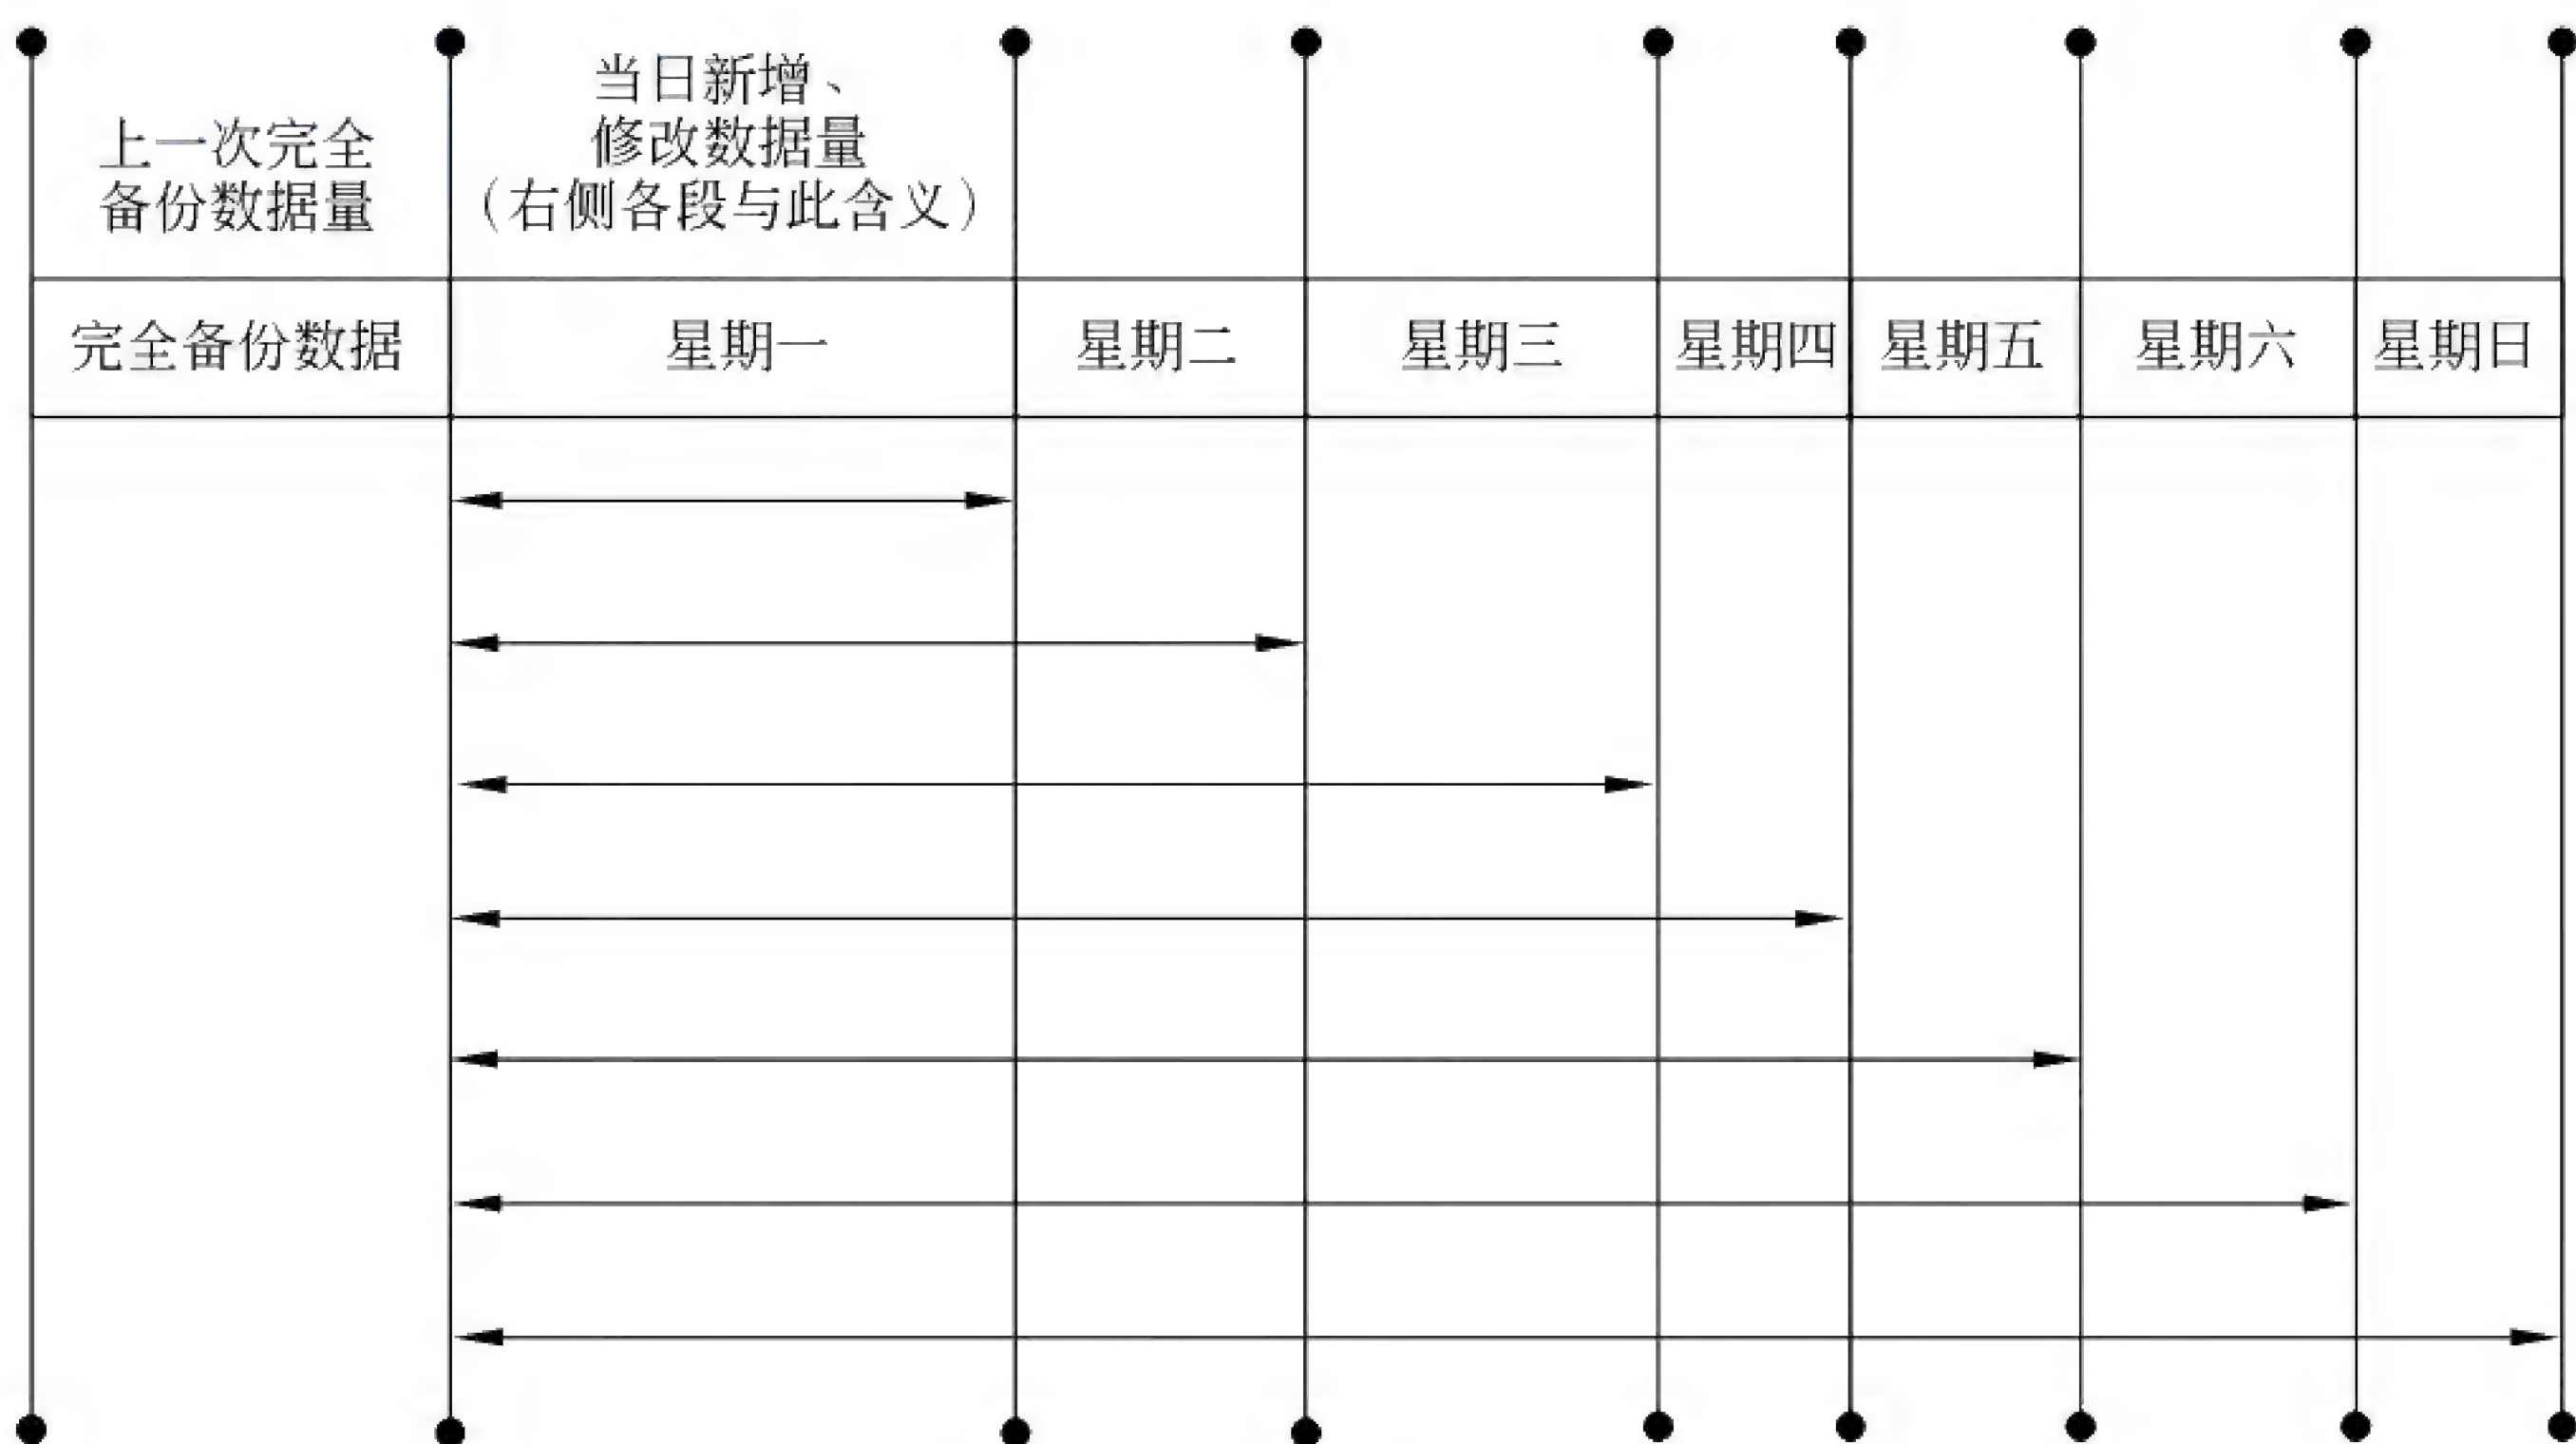 上一次完全
备份数据量
当日新增、
修改数据量
（右侧各段与此含义）
完全备份数据
星期一
星期二
星期三
星期四
星期五
星期六
星期日